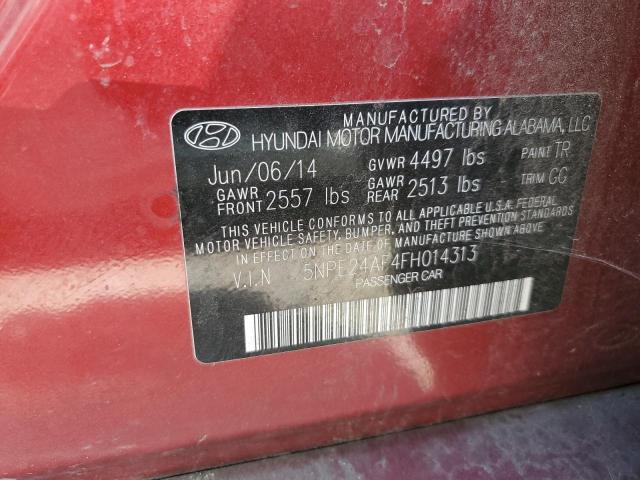 MANUFACTURED BY
HYUNDAI MOTOR MANUFACTURING ALABAMA, LLC
Jun/06/14 GVWR 4497 lbs PAINT TR
GAWR FRONT 2557 lbs GAWR REAR 2513 lbs TRIM GG
THIS VEHICLE CONFORMS TO ALL APPLICABLE U.S.A. FEDERAL
MOTOR VEHICLE SAFETY, BUMPER, AND THEFT PREVENTION STANDARDS
IN EFFECT ON THE DATE OF MANUFACTURE SHOWN ABOVE.
V.I.N 5NPE24AF4FH014313
PASSENGER CAR